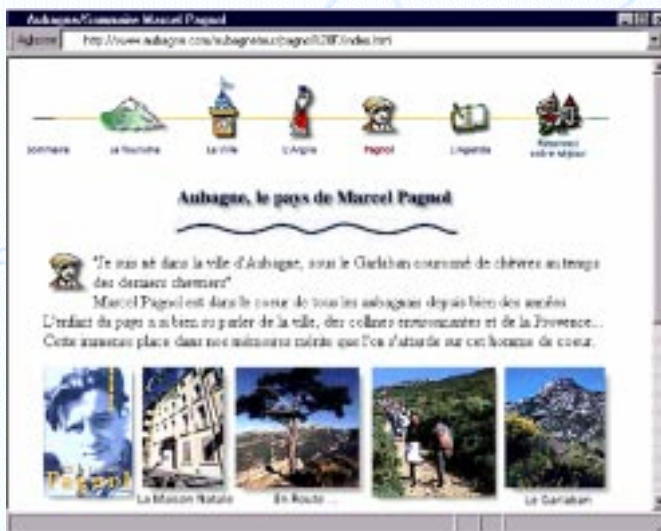 Aubagne/Sommaire Marcel Pagnol
Adresse
Sommaire Le Tourisme La Ville L'Argile Pagnol L'Agenda Réservez votre séjour
Aubagne, le pays de Marcel Pagnol
"Je suis né dans la ville d'Aubagne, sous le Garlaban couronné de chèvres au temps
des derniers chevriers"
Marcel Pagnol est dans le coeur de tous les aubagnais depuis bien des années.
L'enfant du pays a si bien su parler de la ville, des collines environnantes et de la Provence...
Cette immense place dans nos mémoires mérite que l'on s'attarde sur cet homme de coeur.
Pagnol
La Maison Natale En Route ... Le Garlaban